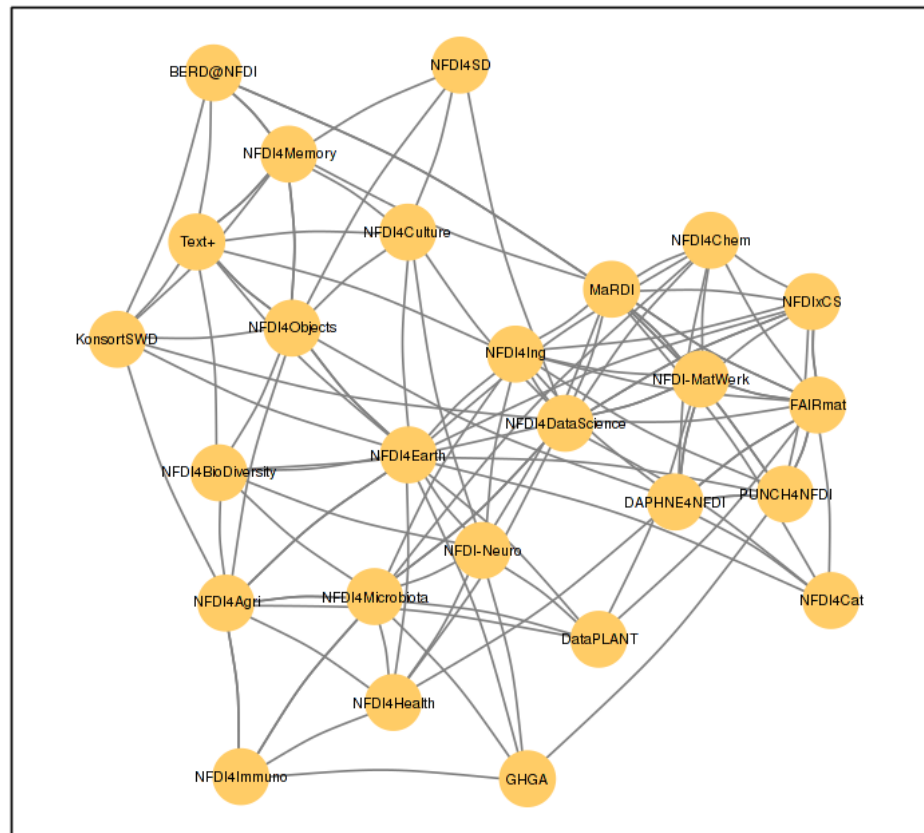 BERD@NFDI
NFDI4SD
NFDI4Memory
Text+
NFDI4Culture
NFDI4Chem
MaRDI
NFDIxCS
KonsortSWD
NFDI4Objects
NFDI4Ing
NFDI-MatWerk
FAIRmat
NFDI4DataScience
NFDI4Earth
NFDI4BioDiversity
DAPHNE4NFDI
PUNCH4NFDI
NFDI-Neuro
NFDI4Agri
NFDI4Microbiota
NFDI4Cat
DataPLANT
NFDI4Health
NFDI4Immuno
GHGA